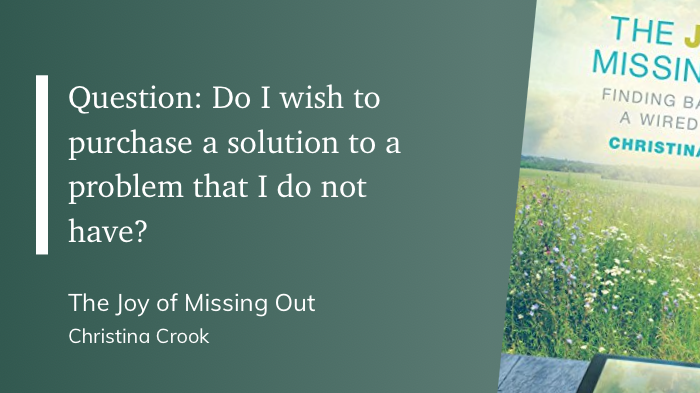 Question: Do I wish to
purchase a solution to a
problem that I do not
have?
The Joy of Missing Out
Christina Crook
THE J
MISSIN
FINDING BA
A WIRED
CHRISTINA